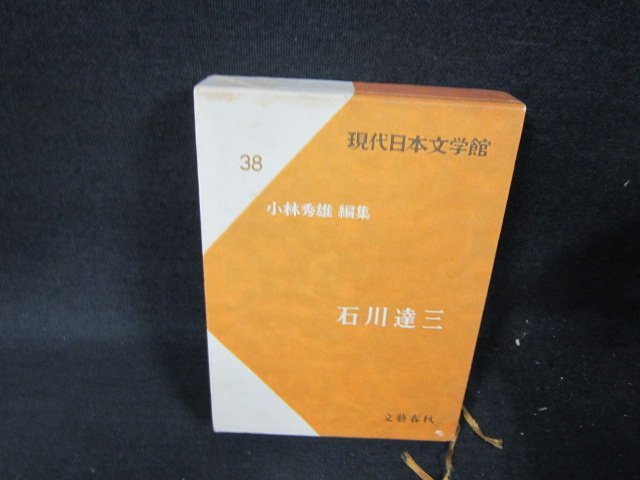 現代日本文学館
38
小林秀雄 編集
石川達三
文藝春秋